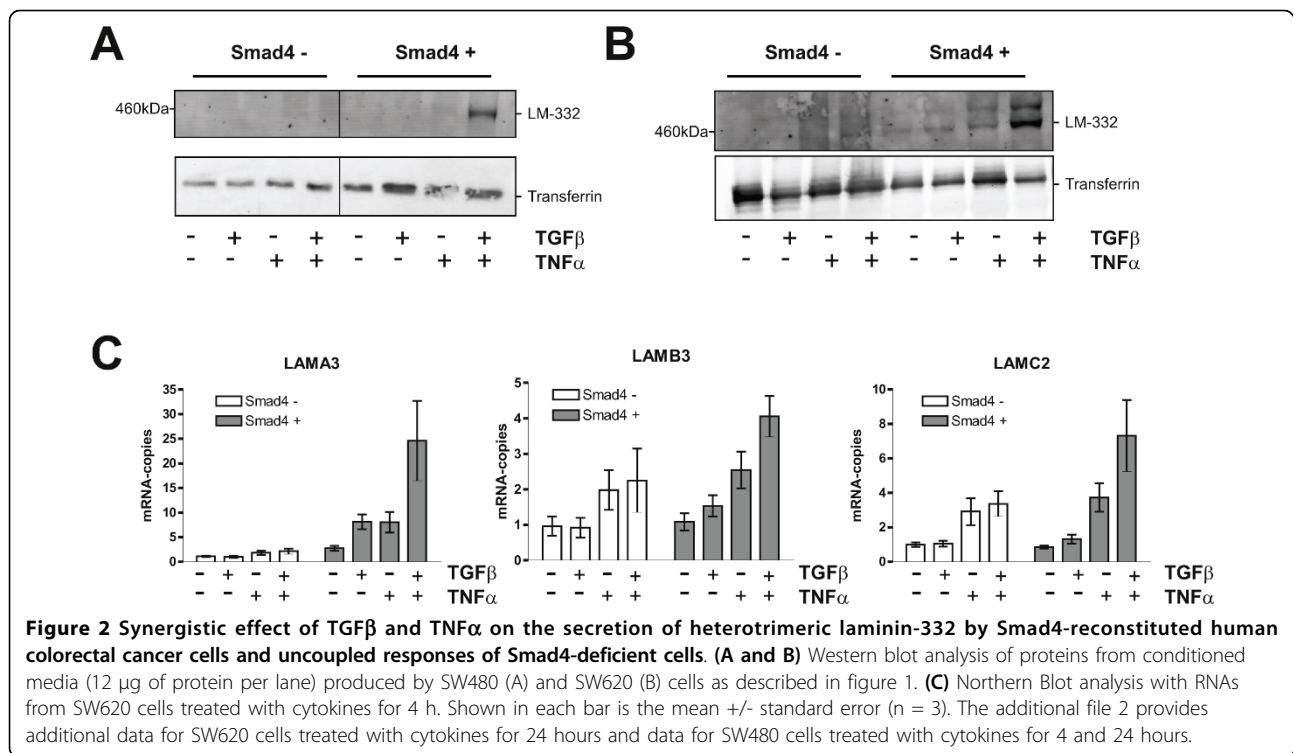 A
Smad4 - Smad4 +
460kDa
LM-332
Transferrin
- + - + - + - + TGFβ
- - + + - - + + TNFα
B
Smad4 - Smad4 +
460kDa
LM-332
Transferrin
- + - + - + - + TGFβ
- - + + - - + + TNFα
C
LAMA3
mRNA-copies
35
30
25
20
15
10
5
0
Smad4 -
Smad4 +
- + - + - + - + TGFβ
- - + + - - + + TNFα
LAMB3
mRNA-copies
5
4
3
2
1
0
Smad4 -
Smad4 +
- + - + - + - + TGFβ
- - + + - - + + TNFα
LAMC2
mRNA-copies
10
8
6
4
2
0
Smad4 -
Smad4 +
- + - + - + - + TGFβ
- - + + - - + + TNFα
Figure 2 Synergistic effect of TGFβ and TNFα on the secretion of heterotrimeric laminin-332 by Smad4-reconstituted human
colorectal cancer cells and uncoupled responses of Smad4-deficient cells. (A and B) Western blot analysis of proteins from conditioned
media (12 μg of protein per lane) produced by SW480 (A) and SW620 (B) cells as described in figure 1. (C) Northern Blot analysis with RNAs
from SW620 cells treated with cytokines for 4 h. Shown in each bar is the mean +/- standard error (n = 3). The additional file 2 provides
additional data for SW620 cells treated with cytokines for 24 hours and data for SW480 cells treated with cytokines for 4 and 24 hours.